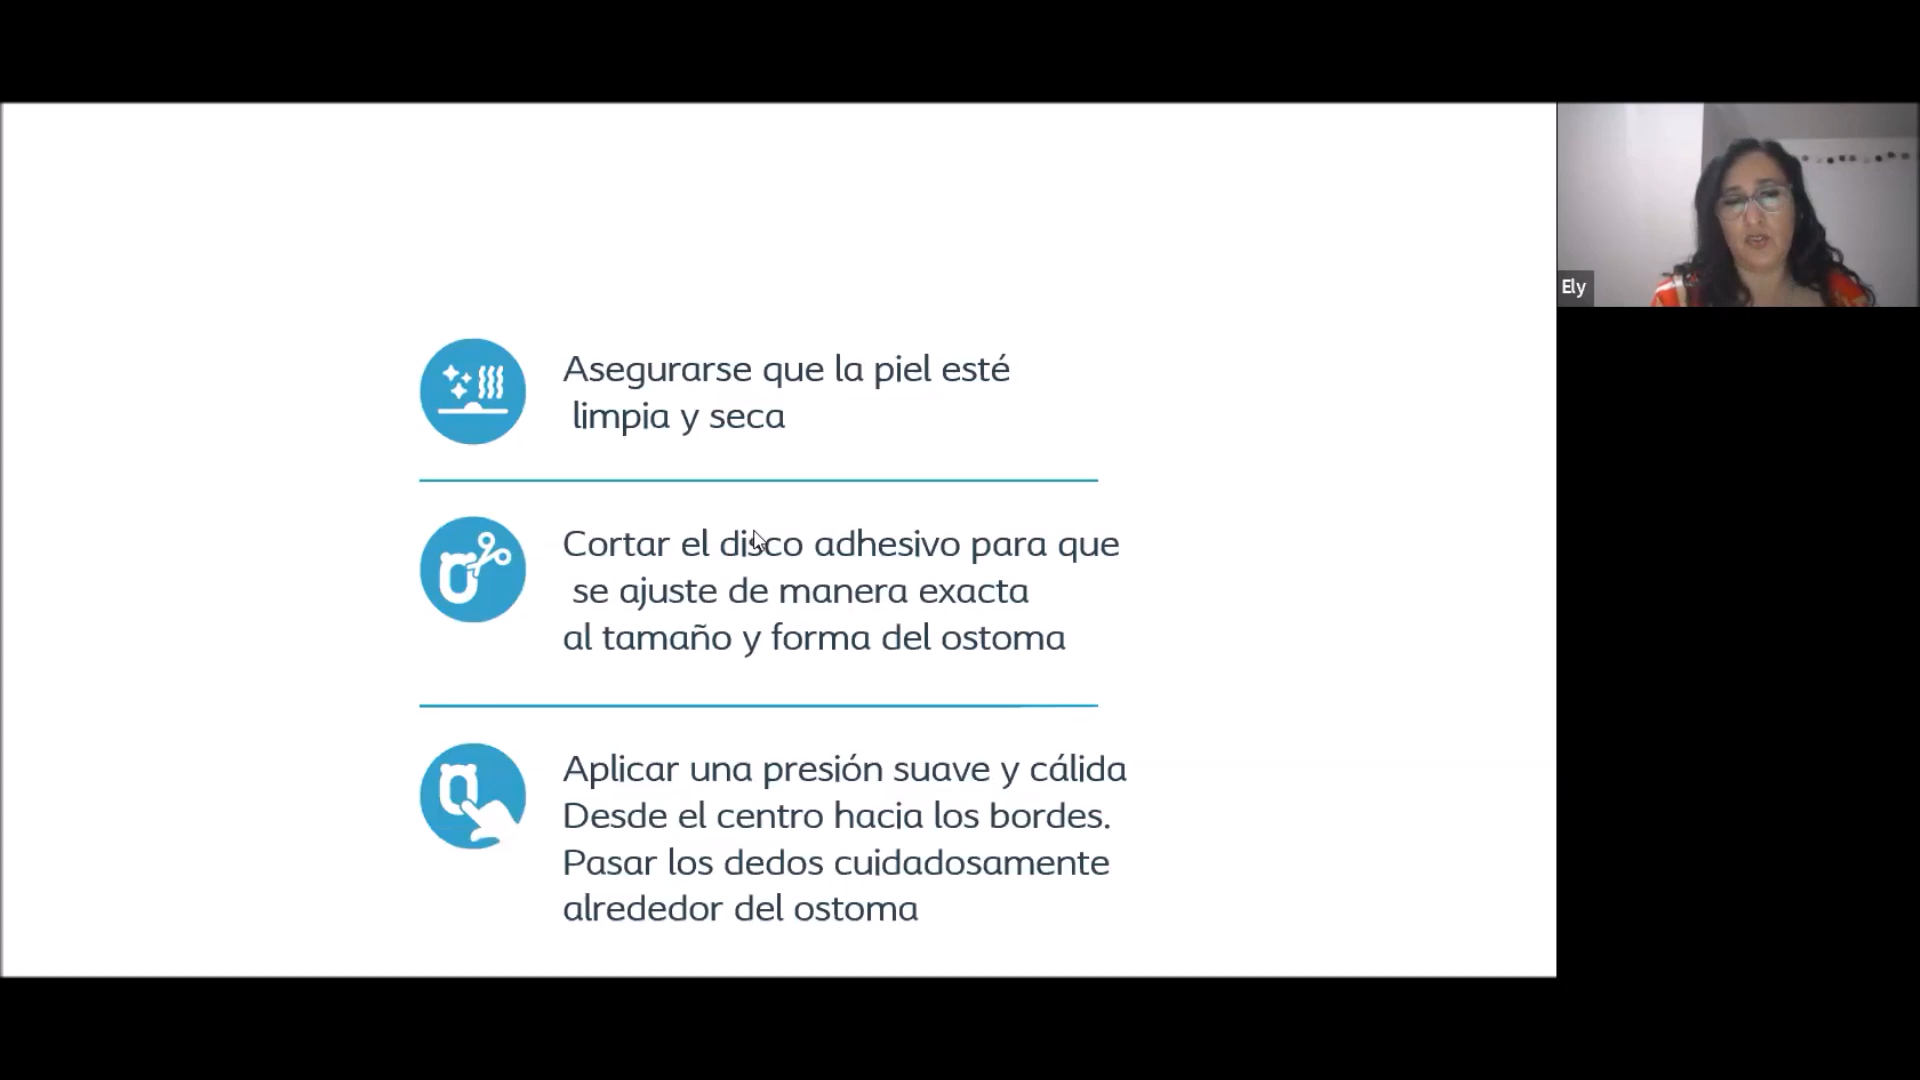 Asegurarse que la piel esté
limpia y seca
Cortar el disco adhesivo para que
se ajuste de manera exacta
al tamaño y forma del ostoma
Aplicar una presión suave y cálida
Desde el centro hacia los bordes.
Pasar los dedos cuidadosamente
alrededor del ostoma
Ely